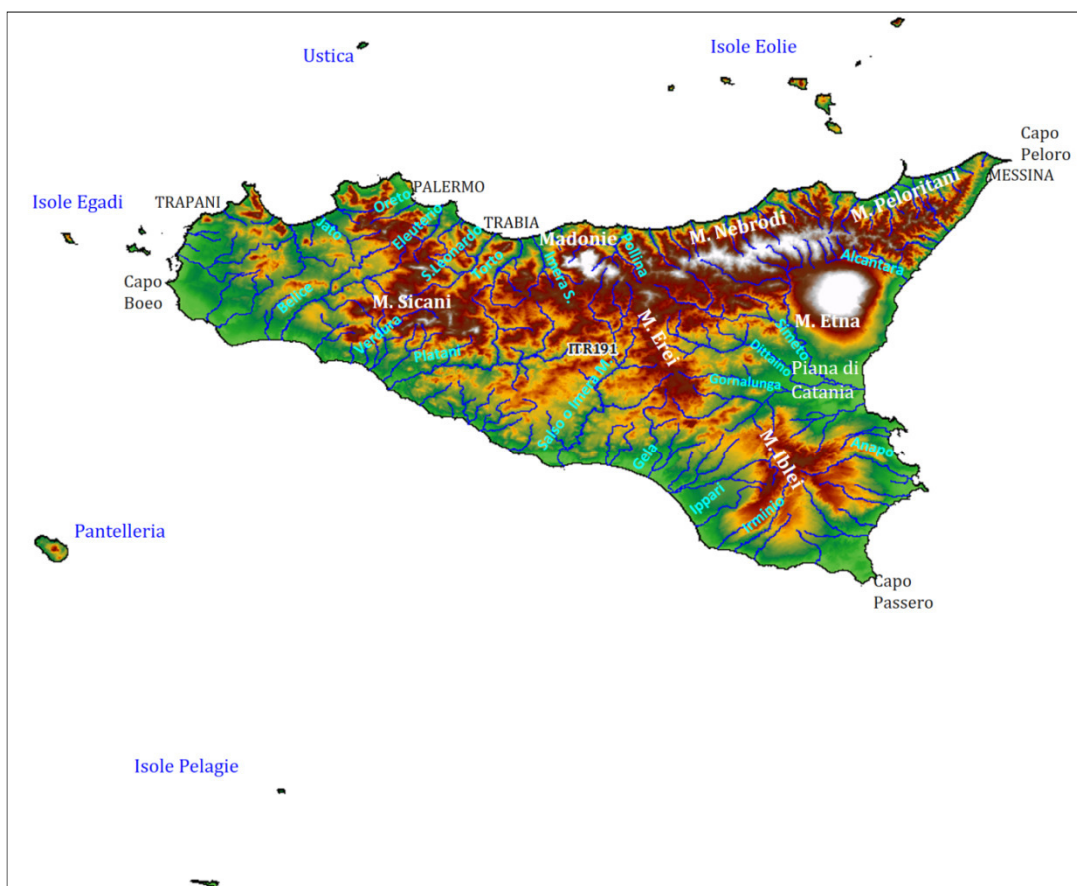 Ustica
Isole Eolie
Capo
Peloro
MESSINA
Isole Egadi
TRAPANI
PALERMO
Oreto
Jato
Eleuterio
S.Leonardo
TRABIA
Torto
Madonie
Imera S.
Pollina
M. Nebrodi
M. Peloritani
Alcantara
Capo
Boeo
Belice
M. Sicani
Verdura
Platani
ITR191
M. Erei
M. Etna
Simeto
Dittaino
Gornalunga
Piana di
Catania
Salso o Imera M.
Gela
M. Iblei
Anapo
Ippari
Irminio
Pantelleria
Capo
Passero
Isole Pelagie